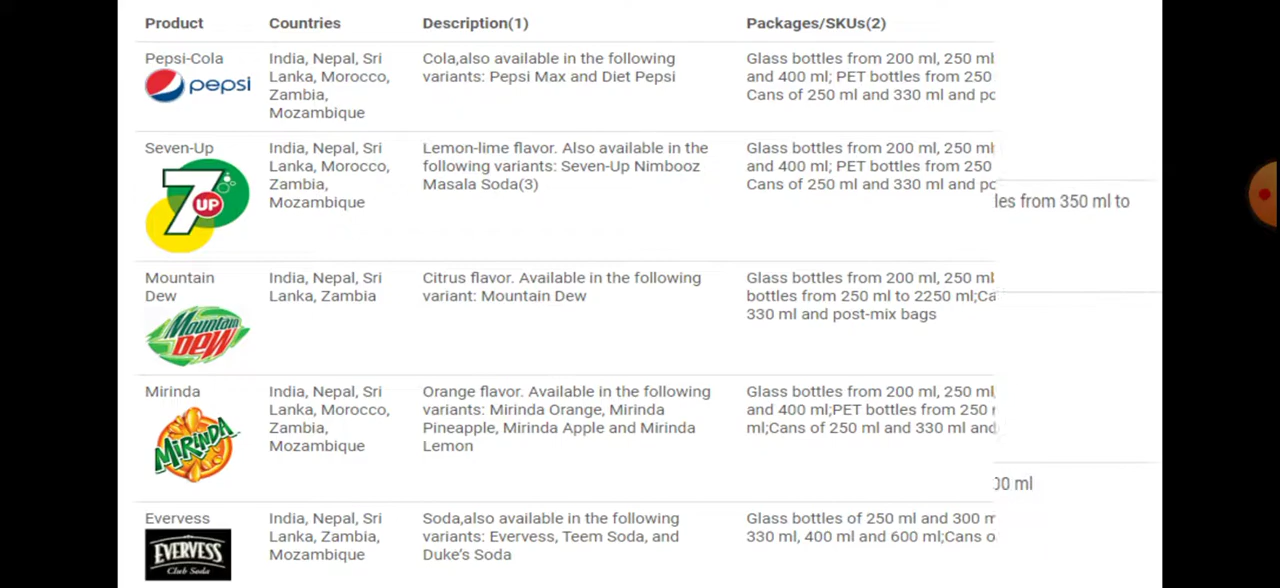 Product Countries Description(1) Packages/SKUs(2)
Pepsi-Cola
pepsi
India, Nepal, Sri
Lanka, Morocco,
Zambia,
Mozambique
Cola,also available in the following
variants: Pepsi Max and Diet Pepsi
Glass bottles from 200 ml, 250 ml
and 400 ml; PET bottles from 250
Cans of 250 ml and 330 ml and
Seven-Up
7 UP
India, Nepal, Sri
Lanka, Morocco,
Zambia,
Mozambique
Lemon-lime flavor. Also available in the
following variants: Seven-Up Nimbooz
Masala Soda(3)
Glass bottles from 200 ml, 250 ml
and 400 ml; PET bottles from 250
Cans of 250 ml and 330 ml and
from 350 ml to
Mountain
Dew
Mountain
Dew
India, Nepal, Sri
Lanka, Zambia
Citrus flavor. Available in the following
variant: Mountain Dew
Glass bottles from 200 ml, 250 ml
bottles from 250 ml to 2250 ml;
330 ml and post-mix bags
Mirinda
MiRiNDA
India, Nepal, Sri
Lanka, Morocco,
Zambia,
Mozambique
Orange flavor. Available in the following
variants: Mirinda Orange, Mirinda
Pineapple, Mirinda Apple and Mirinda
Lemon
Glass bottles from 200 ml, 250 ml
and 400 ml;PET bottles from 250
ml;Cans of 250 ml and 330 ml and
ml
Evervess
EVERVESS
Club Soda
India, Nepal, Sri
Lanka, Zambia,
Mozambique
Soda,also available in the following
variants: Evervess, Teem Soda, and
Duke's Soda
Glass bottles of 250 ml and 300
330 ml, 400 ml and 600 ml;Cans